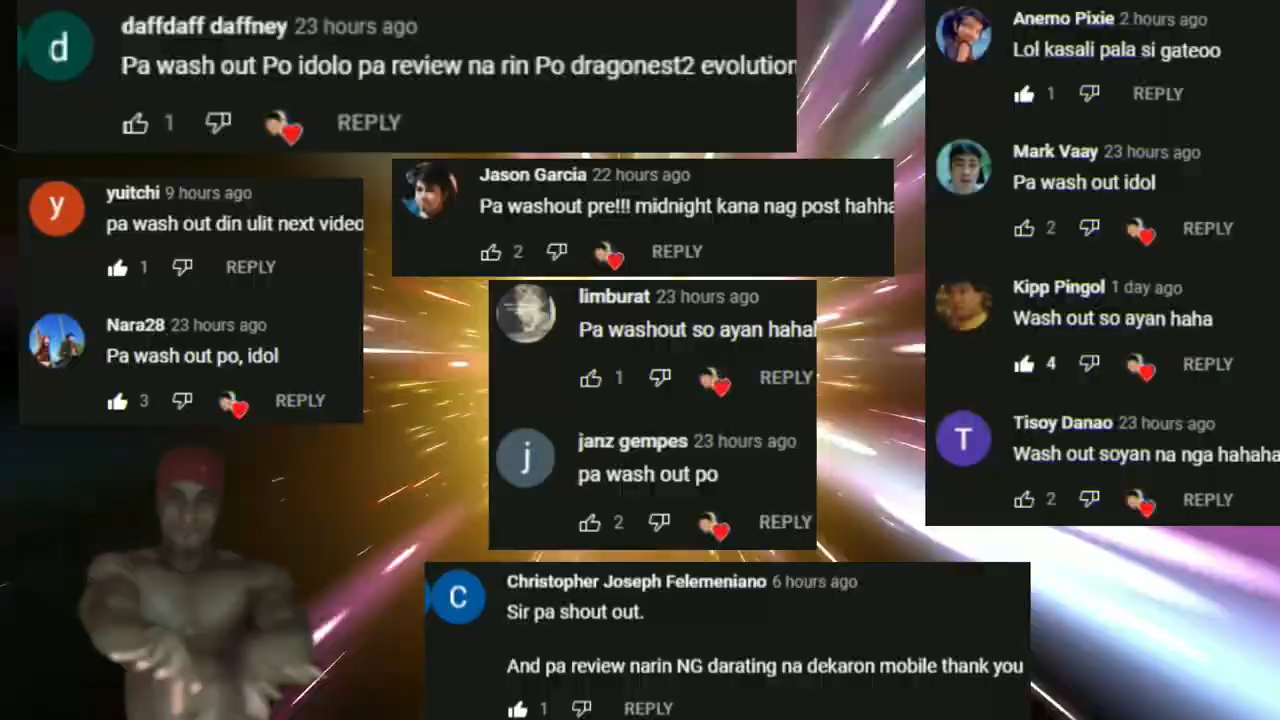 daffdaff daffney 23 hours ago
Pa wash out Po idolo pa review na rin Po dragonest2 evolution
1 REPLY
yuitchi 9 hours ago
pa wash out din ulit next video
1 REPLY
Nara28 23 hours ago
Pa wash out po, idol
3 REPLY
Jason Garcia 22 hours ago
Pa washout pre!!! midnight kana nag post hahha
2 REPLY
limburat 23 hours ago
Pa washout so ayan haha
1 REPLY
janz gempes 23 hours ago
pa wash out po
2 REPLY
Anemo Pixie 2 hours ago
Lol kasali pala si gateoo
1 REPLY
Mark Vaay 23 hours ago
Pa wash out idol
2 REPLY
Kipp Pingol 1 day ago
Wash out so ayan haha
4 REPLY
Tisoy Danao 23 hours ago
Wash out soyan na nga hahaha
2 REPLY
Christopher Joseph Felemeniano 6 hours ago
Sir pa shout out.
And pa review narin NG darating na dekaron mobile thank you
1 REPLY
d
y
j
T
C